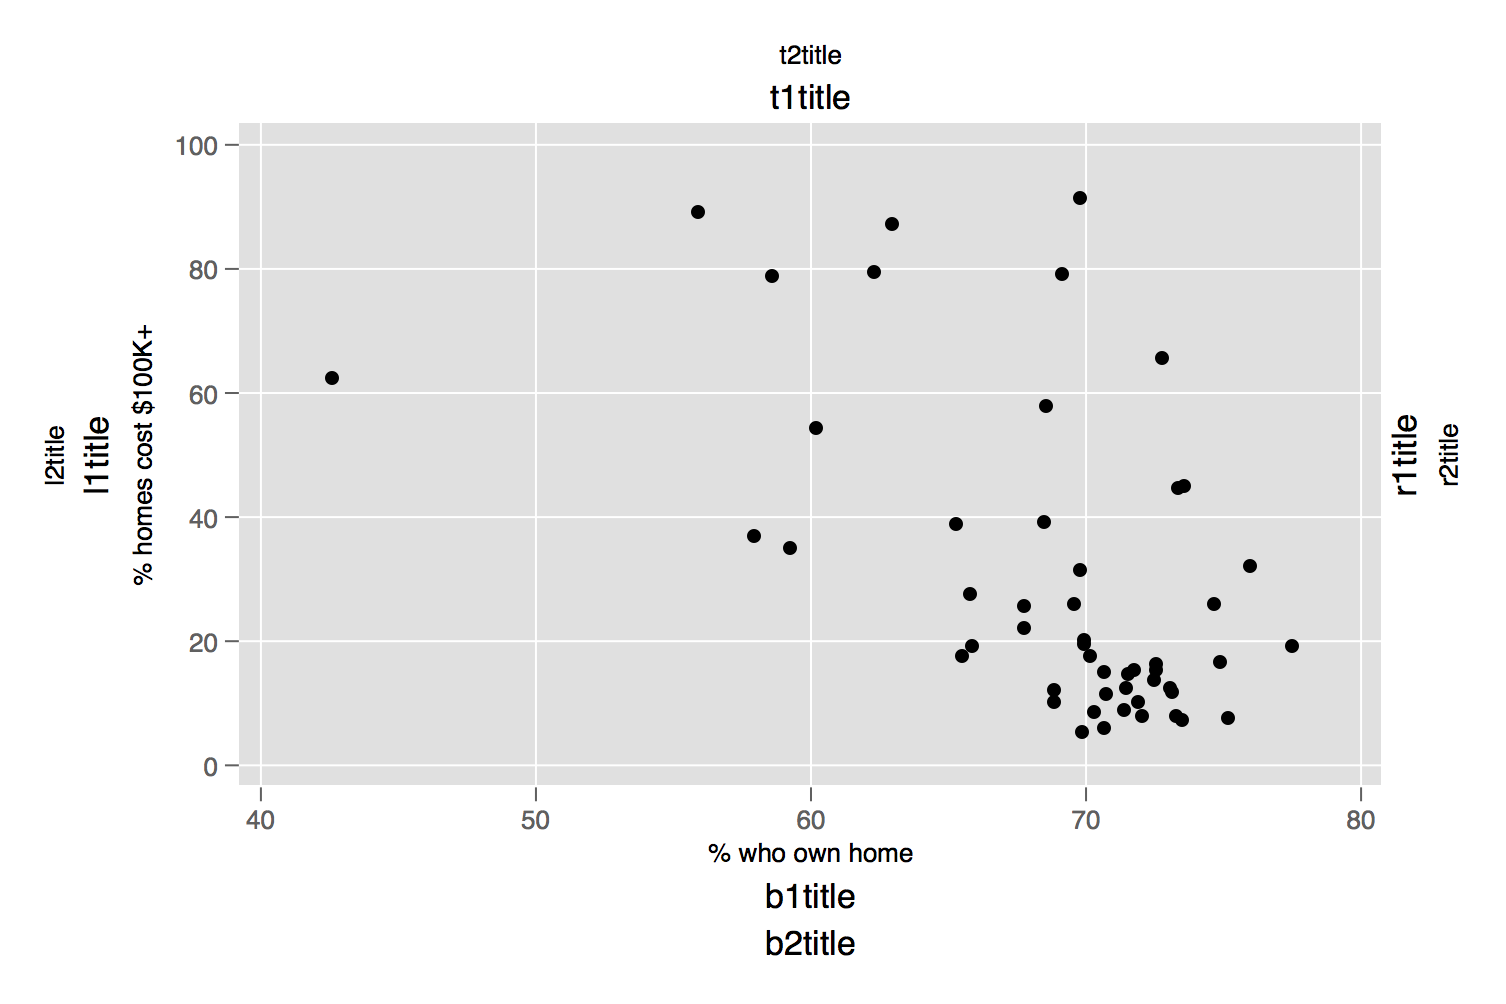 t2title
t1title
100
80
60
40
20
0
% homes cost $100K+
l1title
l2title
r1title
r2title
40 50 60 70 80
% who own home
b1title
b2title